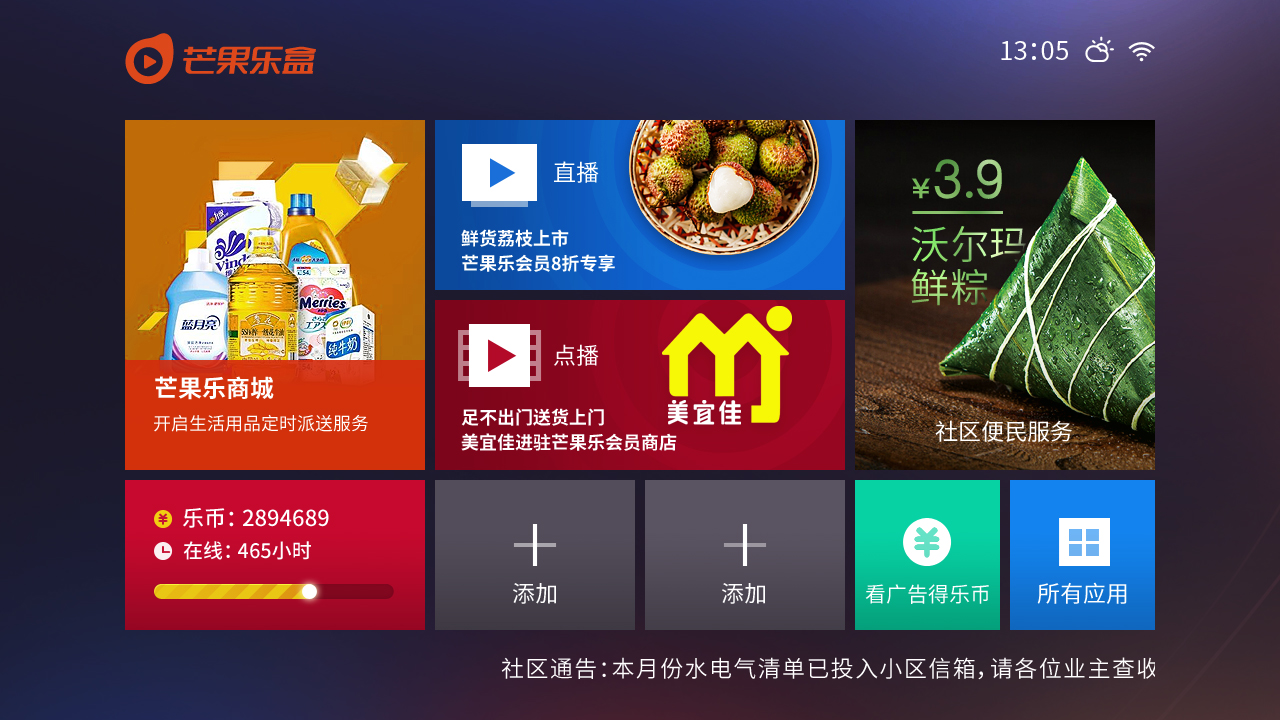 芒果乐盒
13:05
Vinda
蓝月亮
Merries
エアス
纯牛奶
芒果乐商城
开启生活用品定时派送服务
直播
鲜货荔枝上市
芒果乐会员8折专享
点播
美宜佳
足不出门送货上门
美宜佳进驻芒果乐会员商店
¥3.9
沃尔玛
鲜粽
社区便民服务
乐币：2894689
在线：465小时
添加
添加
看广告得乐币
所有应用
社区通告：本月份水电气清单已投入小区信箱，请各位业主查收